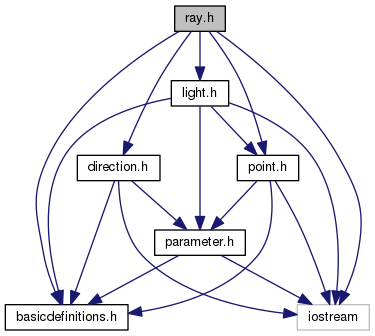 ray.h
light.h
direction.h
point.h
parameter.h
basicdefinitions.h
iostream